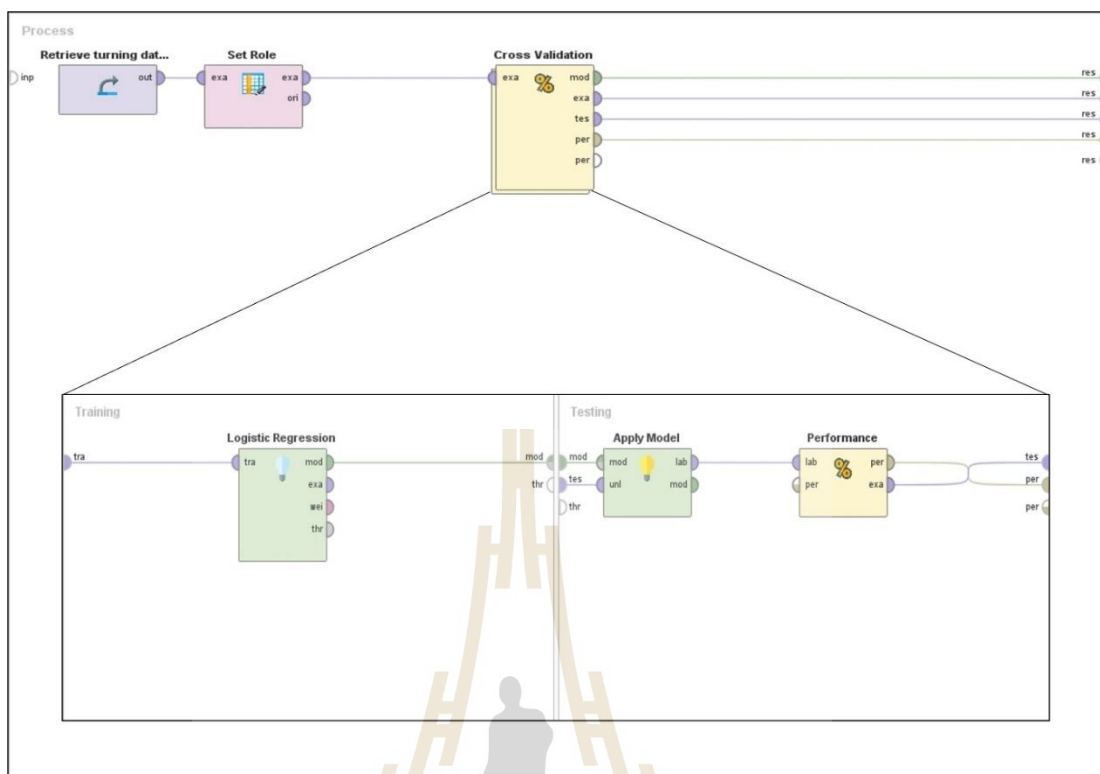 Process
Retrieve turning dat... Set Role Cross Validation
inp out exa exa exa mod res
ori exa res
tes res
per res
per res
Training Testing
Logistic Regression Apply Model Performance
tra tra mod mod mod mod lab lab per tes
exa thr tes unl mod per exa per
wei thr per
thr